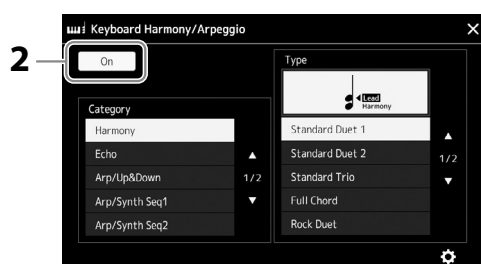 Keyboard Harmony/Arpeggio
2
On
Category
Harmony
Echo
Arp/Up&Down
Arp/Synth Seq1
Arp/Synth Seq2
1/2
Type
Lead
Harmony
Standard Duet 1
Standard Duet 2
Standard Trio
Full Chord
Rock Duet
1/2